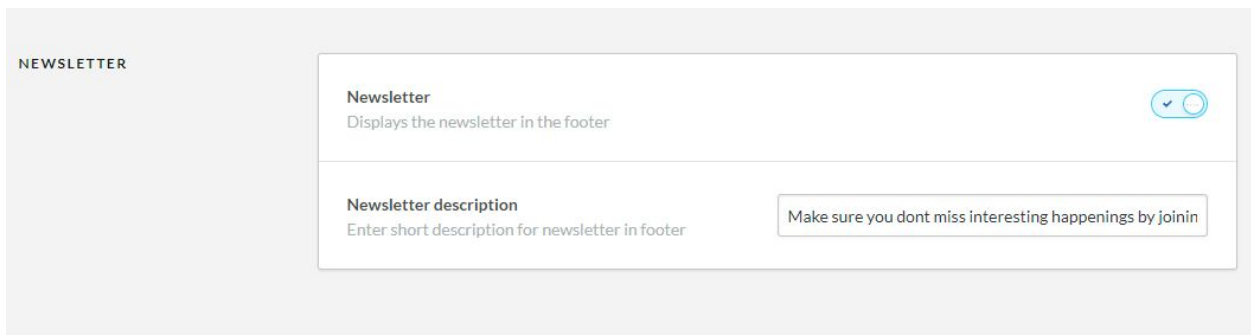 NEWSLETTER
Newsletter
Displays the newsletter in the footer
Newsletter description
Enter short description for newsletter in footer
Make sure you dont miss interesting happenings by joinin